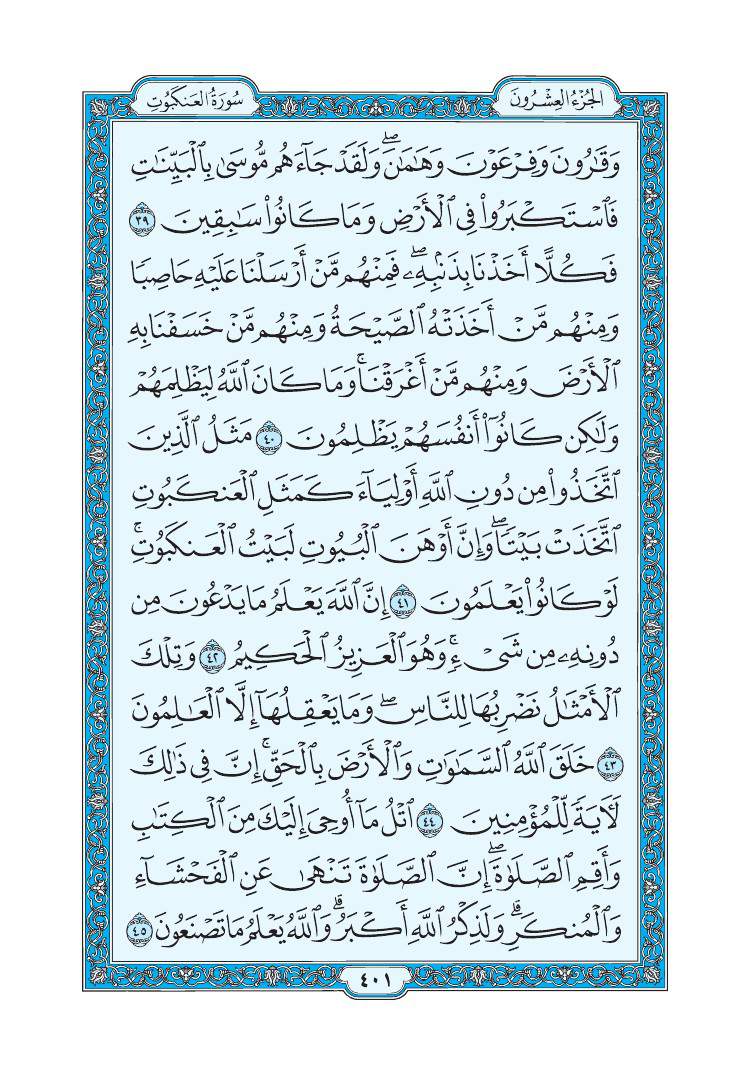 الجُزْءُ العِشْرُونَ
سُورَةُ العَنكَبُوتِ
وَقَٰرُونَ وَفِرْعَوْنَ وَهَٰمَٰنَۖ وَلَقَدْ جَآءَهُم مُّوسَىٰ بِٱلْبَيِّنَٰتِ
فَٱسْتَكْبَرُوا۟ فِى ٱلْأَرْضِ وَمَا كَانُوا۟ سَٰبِقِينَ ٣٩
فَكُلًّا أَخَذْنَا بِذَنۢبِهِۦۖ فَمِنْهُم مَّنْ أَرْسَلْنَا عَلَيْهِ حَاصِبًا
وَمِنْهُم مَّنْ أَخَذَتْهُ ٱلصَّيْحَةُ وَمِنْهُم مَّنْ خَسَفْنَا بِهِ
ٱلْأَرْضَ وَمِنْهُم مَّنْ أَغْرَقْنَاۚ وَمَا كَانَ ٱللَّهُ لِيَظْلِمَهُمْ
وَلَٰكِن كَانُوٓا۟ أَنفُسَهُمْ يَظْلِمُونَ ٤٠ مَثَلُ ٱلَّذِينَ
ٱتَّخَذُوا۟ مِن دُونِ ٱللَّهِ أَوْلِيَآءَ كَمَثَلِ ٱلْعَنكَبُوتِ
ٱتَّخَذَتْ بَيْتًاۖ وَإِنَّ أَوْهَنَ ٱلْبُيُوتِ لَبَيْتُ ٱلْعَنكَبُوتِۚ
لَوْ كَانُوا۟ يَعْلَمُونَ ٤١ إِنَّ ٱللَّهَ يَعْلَمُ مَا يَدْعُونَ مِن
دُونِهِۦ مِن شَىْءٍۚ وَهُوَ ٱلْعَزِيزُ ٱلْحَكِيمُ ٤٢ وَتِلْكَ
ٱلْأَمْثَٰلُ نَضْرِبُهَا لِلنَّاسِۖ وَمَا يَعْقِلُهَآ إِلَّا ٱلْعَٰلِمُونَ
٤٣ خَلَقَ ٱللَّهُ ٱلسَّمَٰوَٰتِ وَٱلْأَرْضَ بِٱلْحَقِّۚ إِنَّ فِى ذَٰلِكَ
لَءَايَةً لِّلْمُؤْمِنِينَ ٤٤ ٱتْلُ مَآ أُوحِىَ إِلَيْكَ مِنَ ٱلْكِتَٰبِ
وَأَقِمِ ٱلصَّلَوٰةَۖ إِنَّ ٱلصَّلَوٰةَ تَنْهَىٰ عَنِ ٱلْفَحْشَآءِ
وَٱلْمُنكَرِۗ وَلَذِكْرُ ٱللَّهِ أَكْبَرُۗ وَٱللَّهُ يَعْلَمُ مَا تَصْنَعُونَ ٤٥
٤٠١